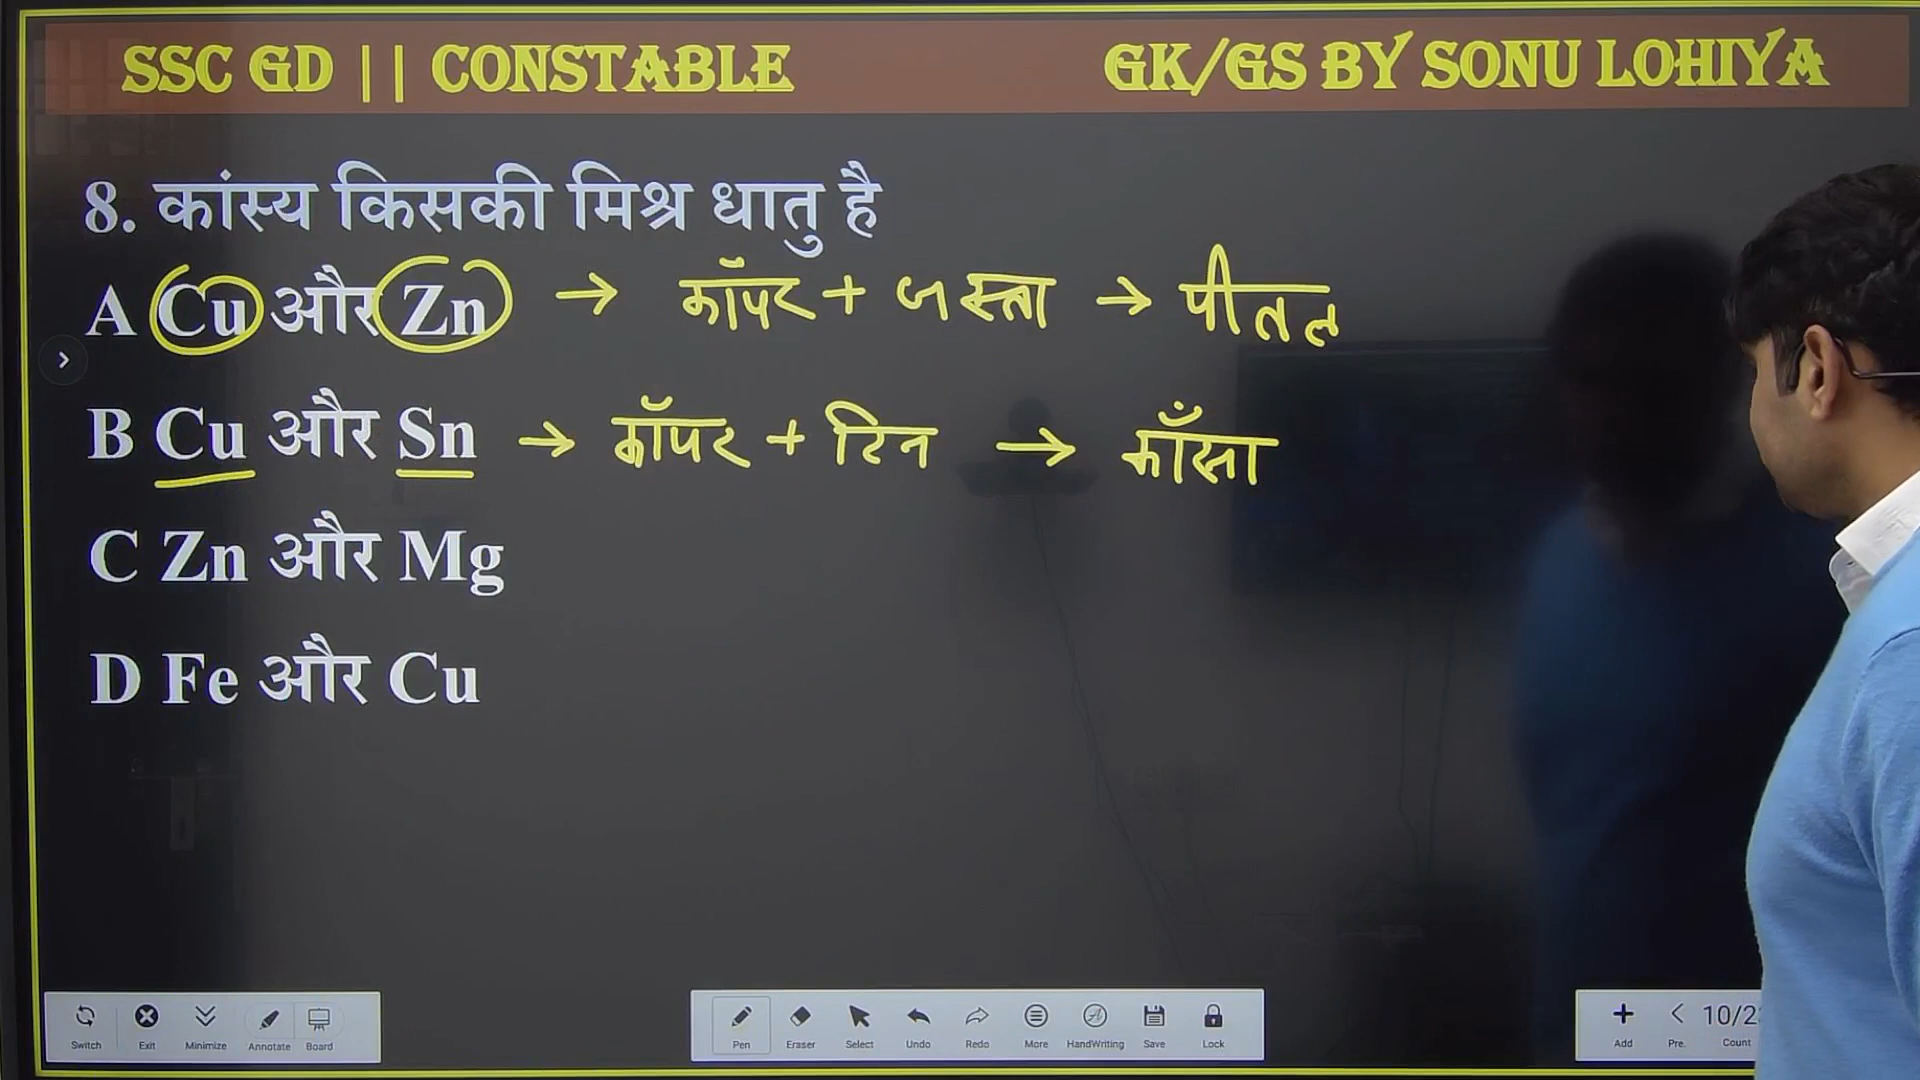 SSC GD || CONSTABLE GK/GS BY SONU LOHIYA
8. कांस्य किसकी मिश्र धातु है
A Cu और Zn → कॉपर + जस्ता → पीतल
B Cu और Sn → कॉपर + टिन → काँसा
C Zn और Mg
D Fe और Cu
Switch Exit Minimize Annotate Board Pen Eraser Select Undo Redo More HandWriting Save Lock Add Pre. Count
10/2